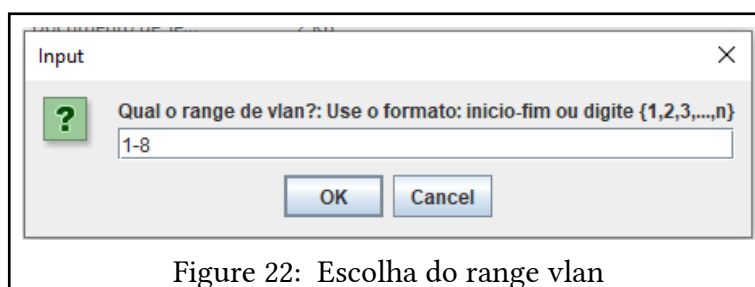 Input
Qual o range de vlan?: Use o formato: inicio-fim ou digite {1,2,3,...,n}
1-8
OK Cancel
Figure 22: Escolha do range vlan